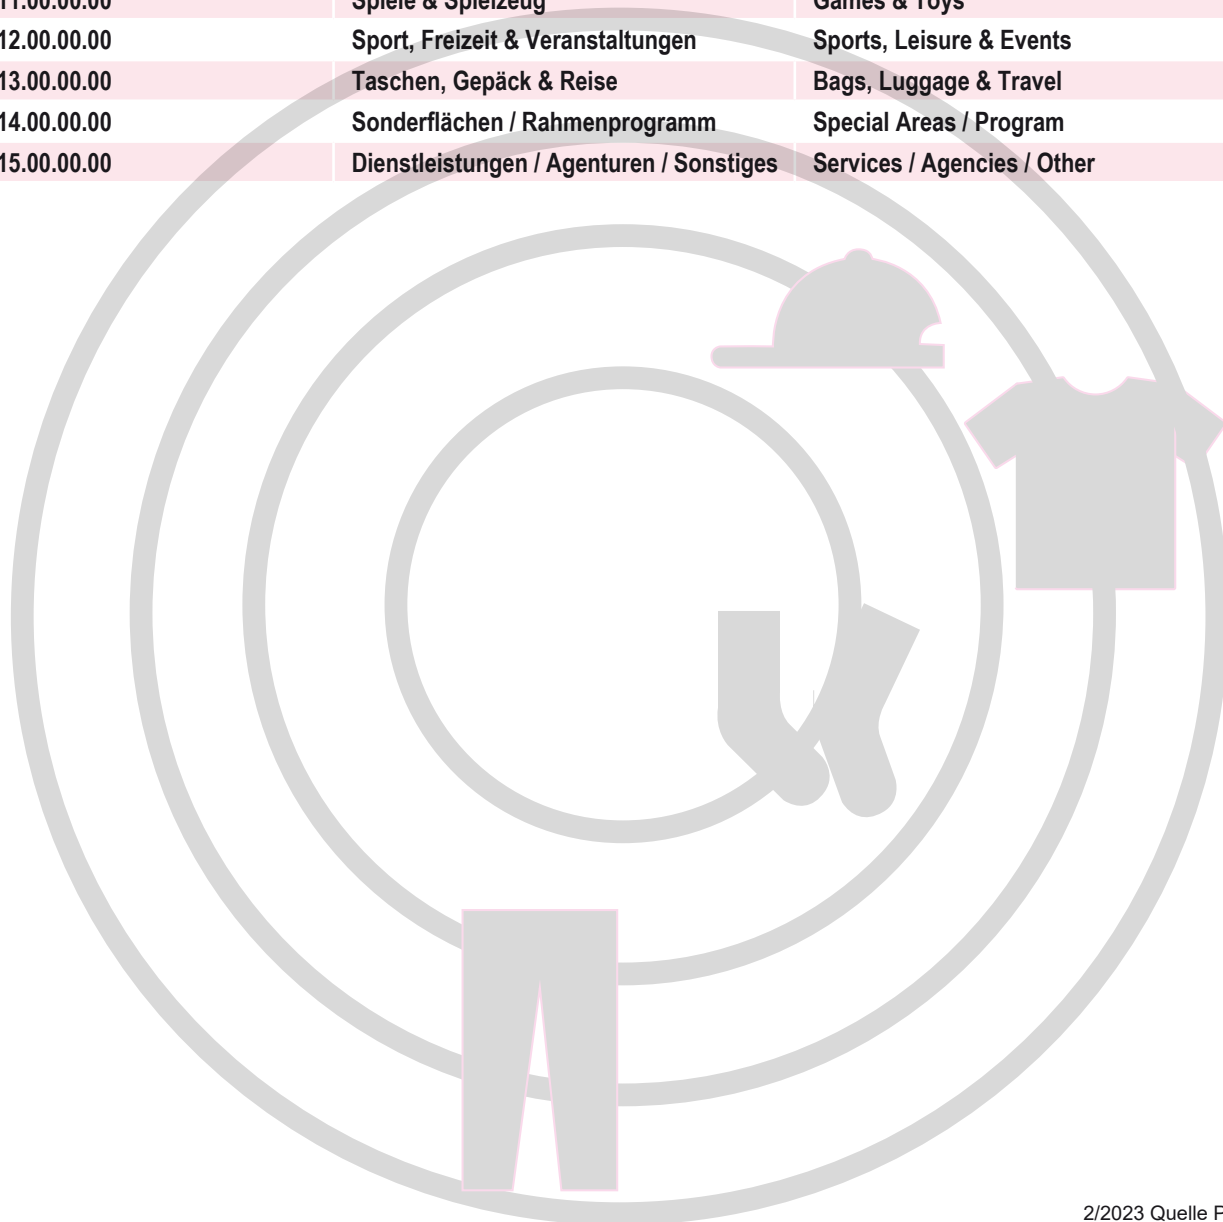 11.00.00.00 Spiele & Spielzeug Games & Toys
12.00.00.00 Sport, Freizeit & Veranstaltungen Sports, Leisure & Events
13.00.00.00 Taschen, Gepäck & Reise Bags, Luggage & Travel
14.00.00.00 Sonderflächen / Rahmenprogramm Special Areas / Program
15.00.00.00 Dienstleistungen / Agenturen / Sonstiges Services / Agencies / Other
2/2023 Quelle